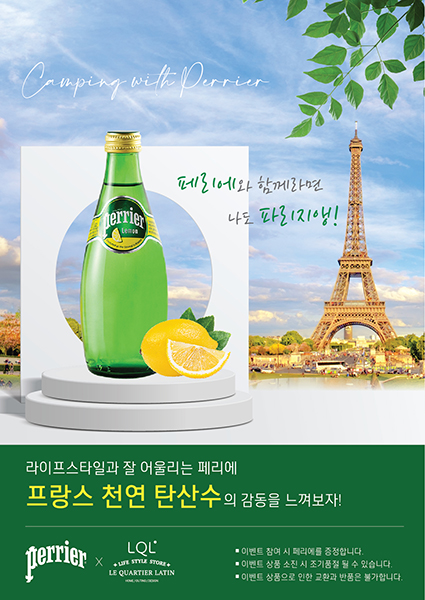 Camping with Perrier
페리에와 함께라면
나도 파리지앵!
perrier
Lemon
라이프스타일과 잘 어울리는 페리에
프랑스 천연 탄산수의 감동을 느껴보자!
perrier
x
LQL
LIFE STYLE STORE
LE QUARTIER LATIN
■ 이벤트 참여 시 페리에를 증정합니다.
■ 이벤트 상품 소진 시 조기품절 될 수 있습니다.
■ 이벤트 상품으로 인한 교환과 반품은 불가합니다.